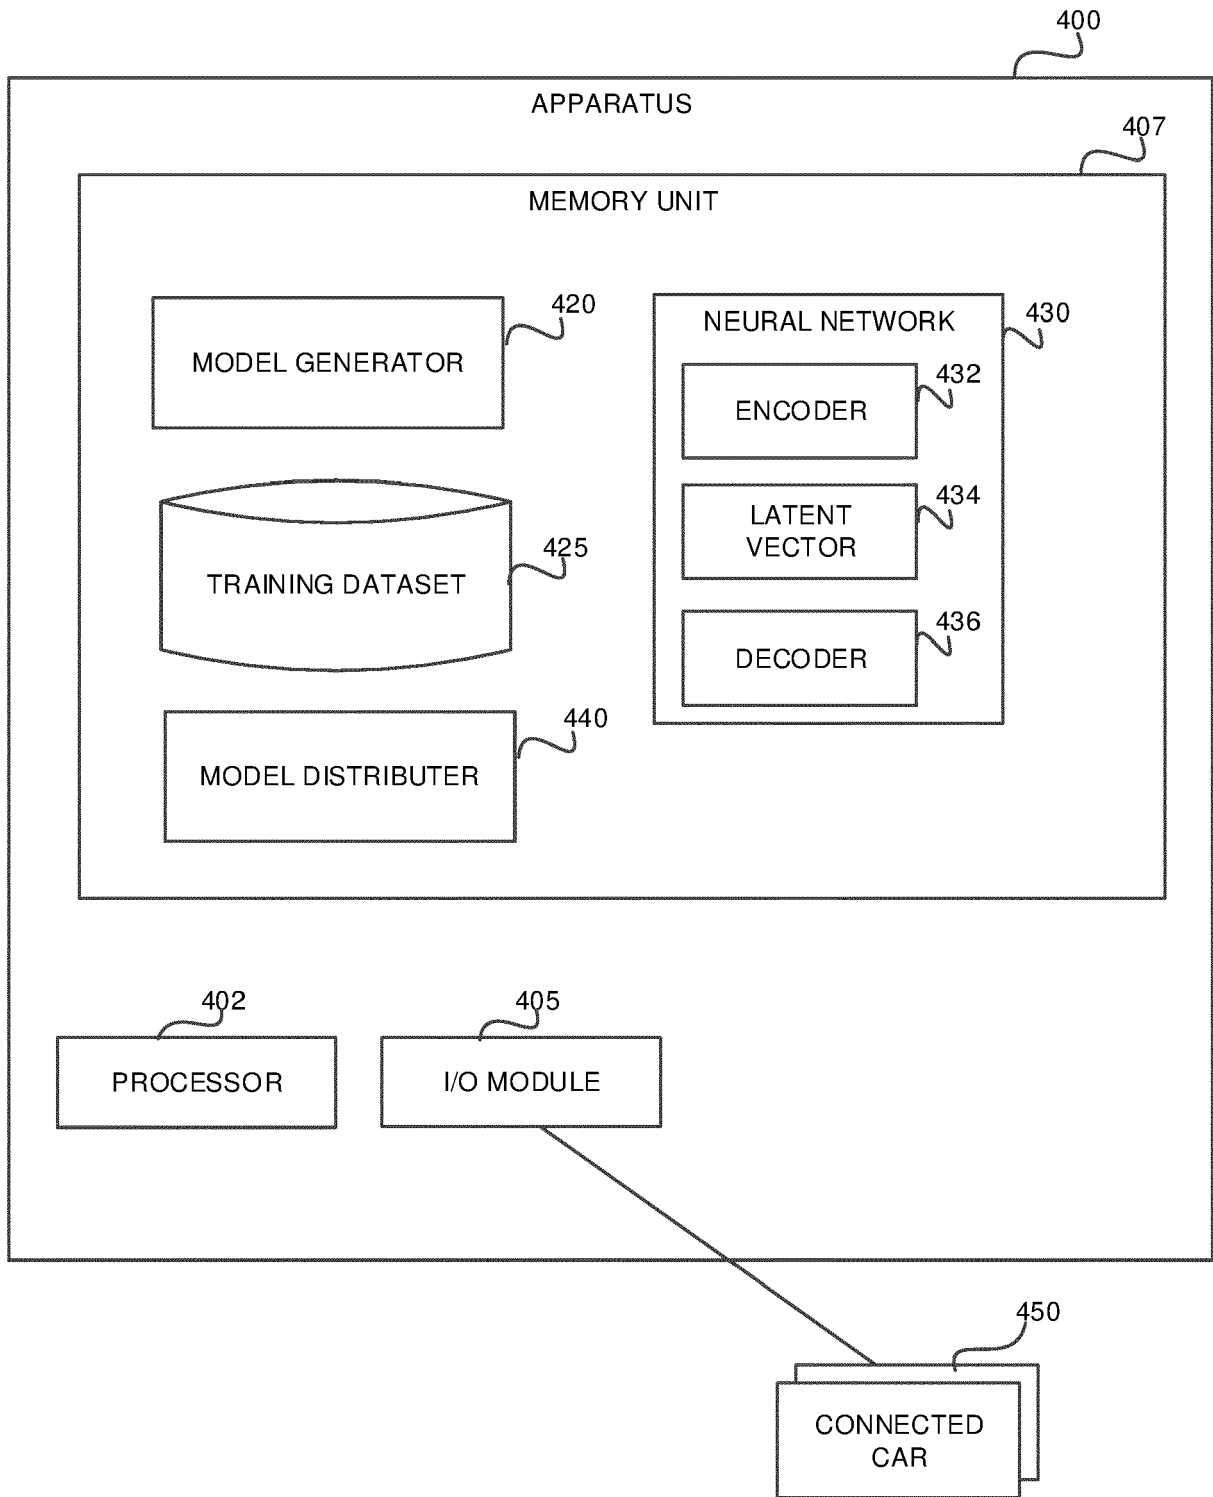 400
APPARATUS
407
MEMORY UNIT
420
MODEL GENERATOR
430
NEURAL NETWORK
432
ENCODER
434
LATENT
VECTOR
436
DECODER
425
TRAINING DATASET
440
MODEL DISTRIBUTER
402
PROCESSOR
405
I/O MODULE
450
CONNECTED
CAR